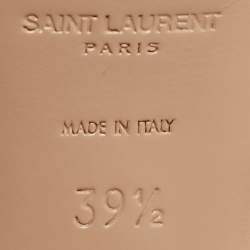 SAINT LAURENT
PARIS
MADE IN ITALY
39½